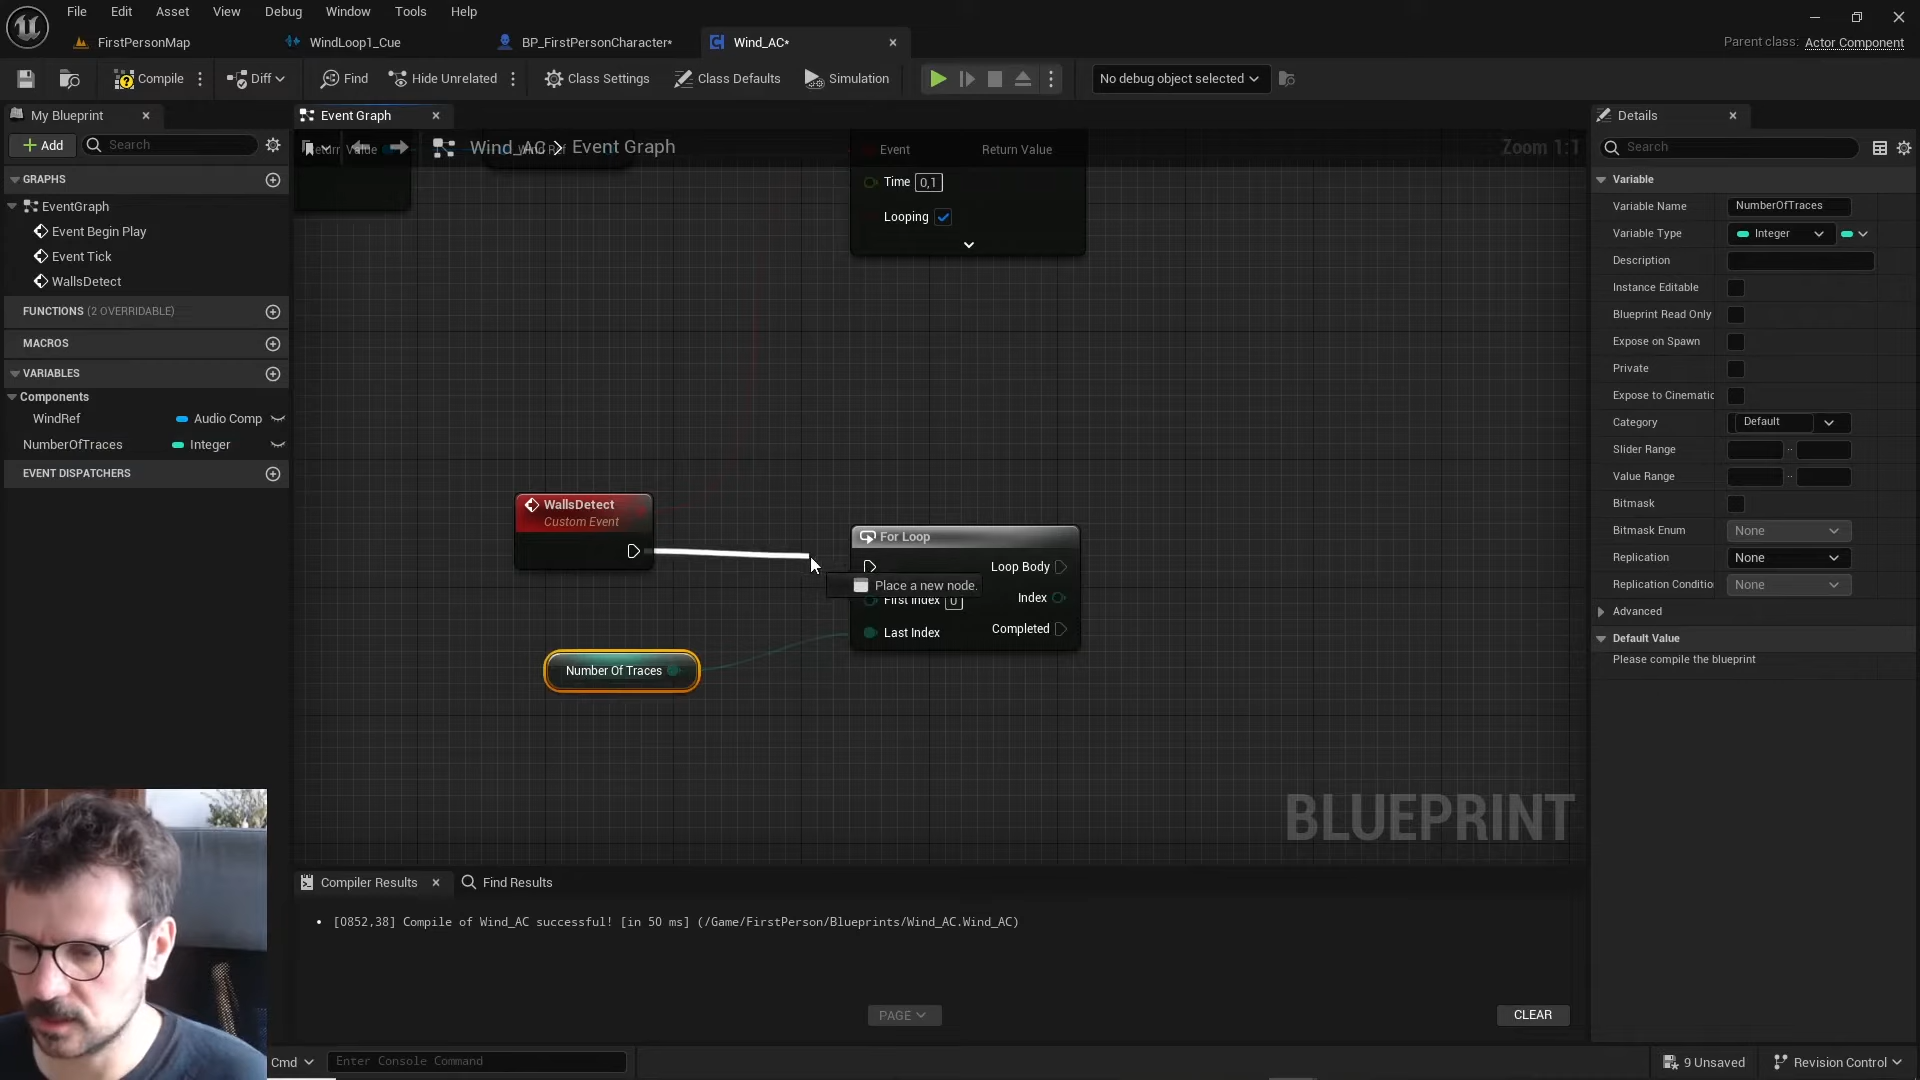 File Edit Asset View Debug Window Tools Help
FirstPersonMap WindLoop1_Cue BP_FirstPersonCharacter* Wind_AC* Parent class: Actor Component
Compile Diff Find Hide Unrelated Class Settings Class Defaults Simulation No debug object selected
My Blueprint Event Graph Details
Add Search Wind_AC > Event Graph Zoom 1:1 Search
Event Return Value
GRAPHS Time 0,1 Variable
EventGraph Looping Variable Name NumberOfTraces
Event Begin Play Variable Type Integer
Event Tick Description
WallsDetect Instance Editable
FUNCTIONS (2 OVERRIDABLE) Blueprint Read Only
MACROS Expose on Spawn
VARIABLES Private
Components Expose to Cinematic
WindRef Audio Comp Category Default
NumberOfTraces Integer Slider Range
EVENT DISPATCHERS Value Range
WallsDetect Bitmask
Custom Event Bitmask Enum None
For Loop Replication None
Loop Body Replication Conditio None
Place a new node.
First Index 0 Index Advanced
Last Index Completed Default Value
Number Of Traces Please compile the blueprint
BLUEPRINT
Compiler Results Find Results
• [0852,38] Compile of Wind_AC successful! [in 50 ms] (/Game/FirstPerson/Blueprints/Wind_AC.Wind_AC)
PAGE CLEAR
Cmd Enter Console Command 9 Unsaved Revision Control